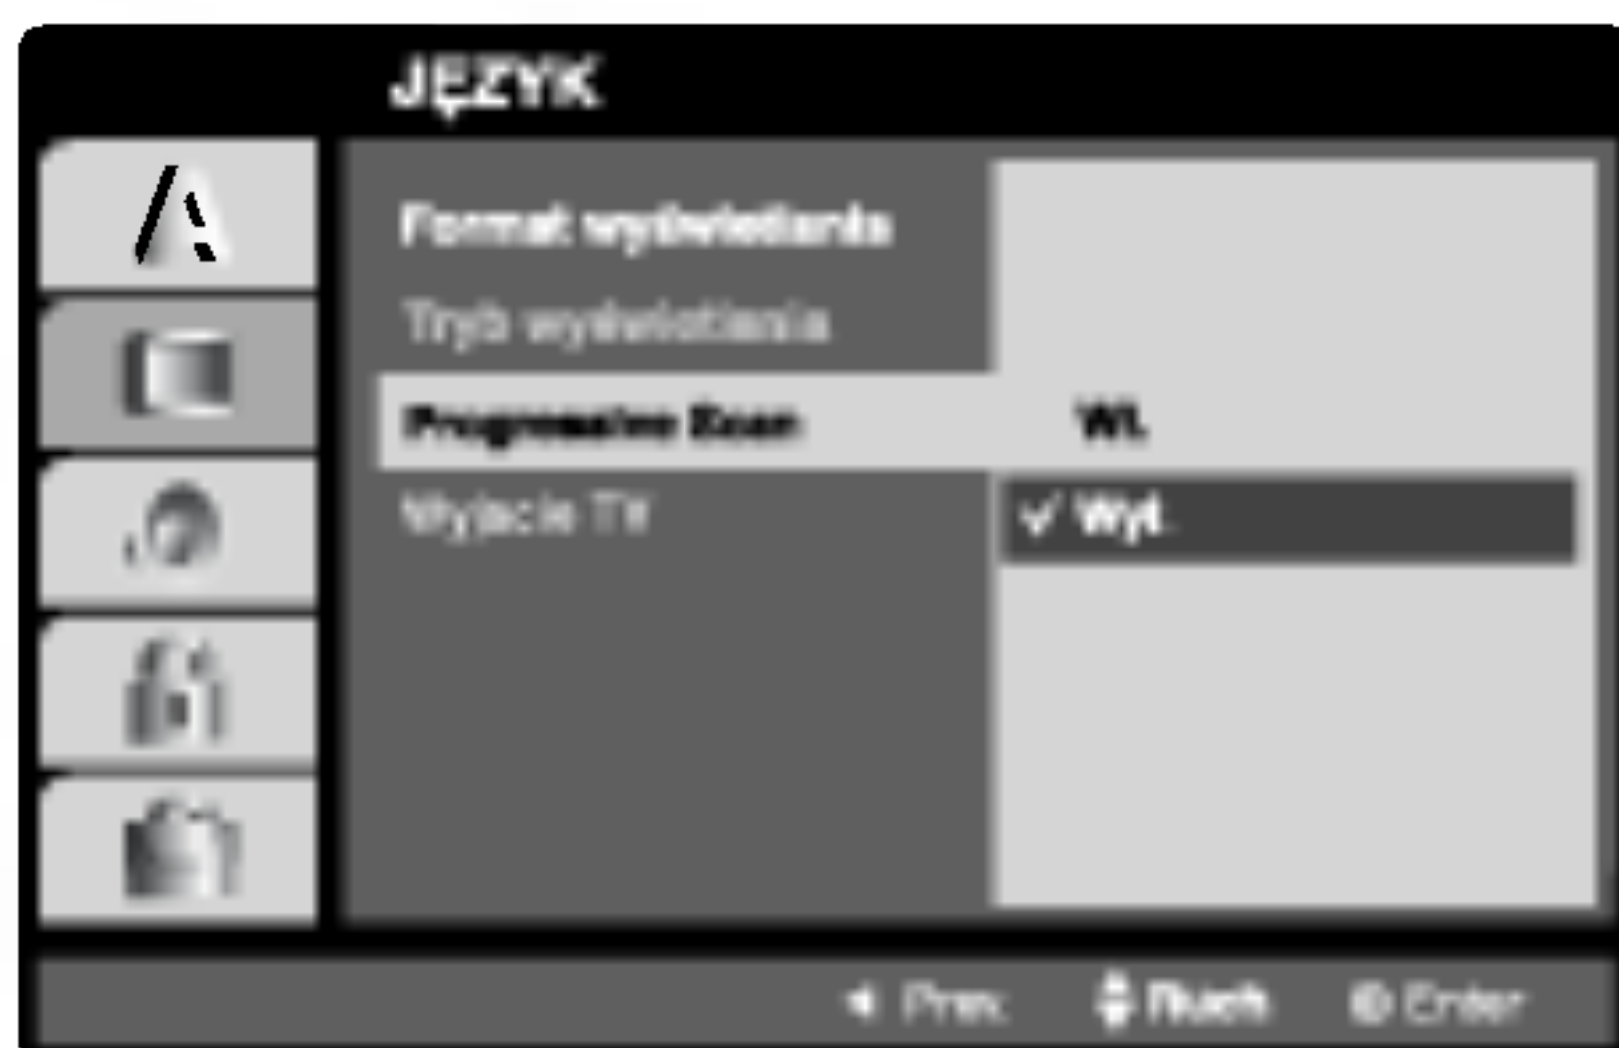 JĘZYK
Format wyświetlania
Tryb wyświetlania
Progressive Scan Wł.
Wyjście TV ✓ Wył.
Prev. Ruch Enter